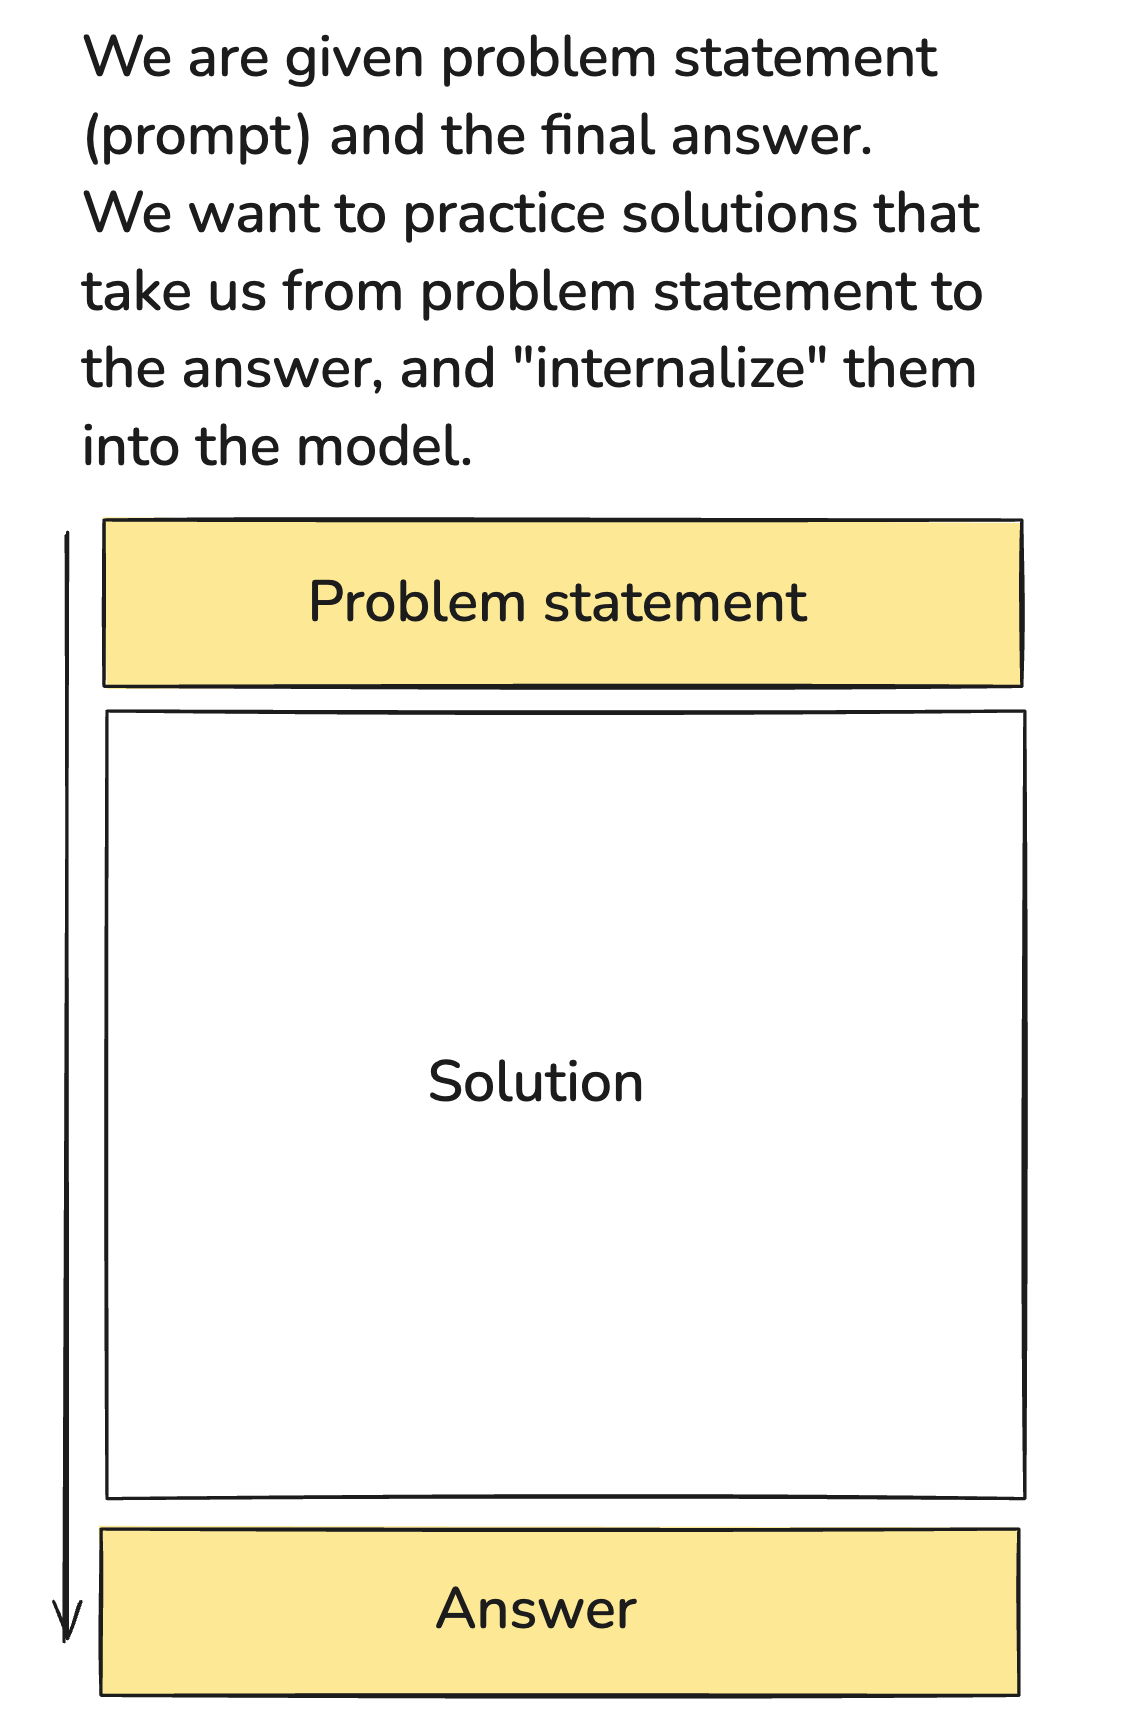 We are given problem statement
(prompt) and the final answer.
We want to practice solutions that
take us from problem statement to
the answer, and "internalize" them
into the model.
Problem statement
Solution
Answer